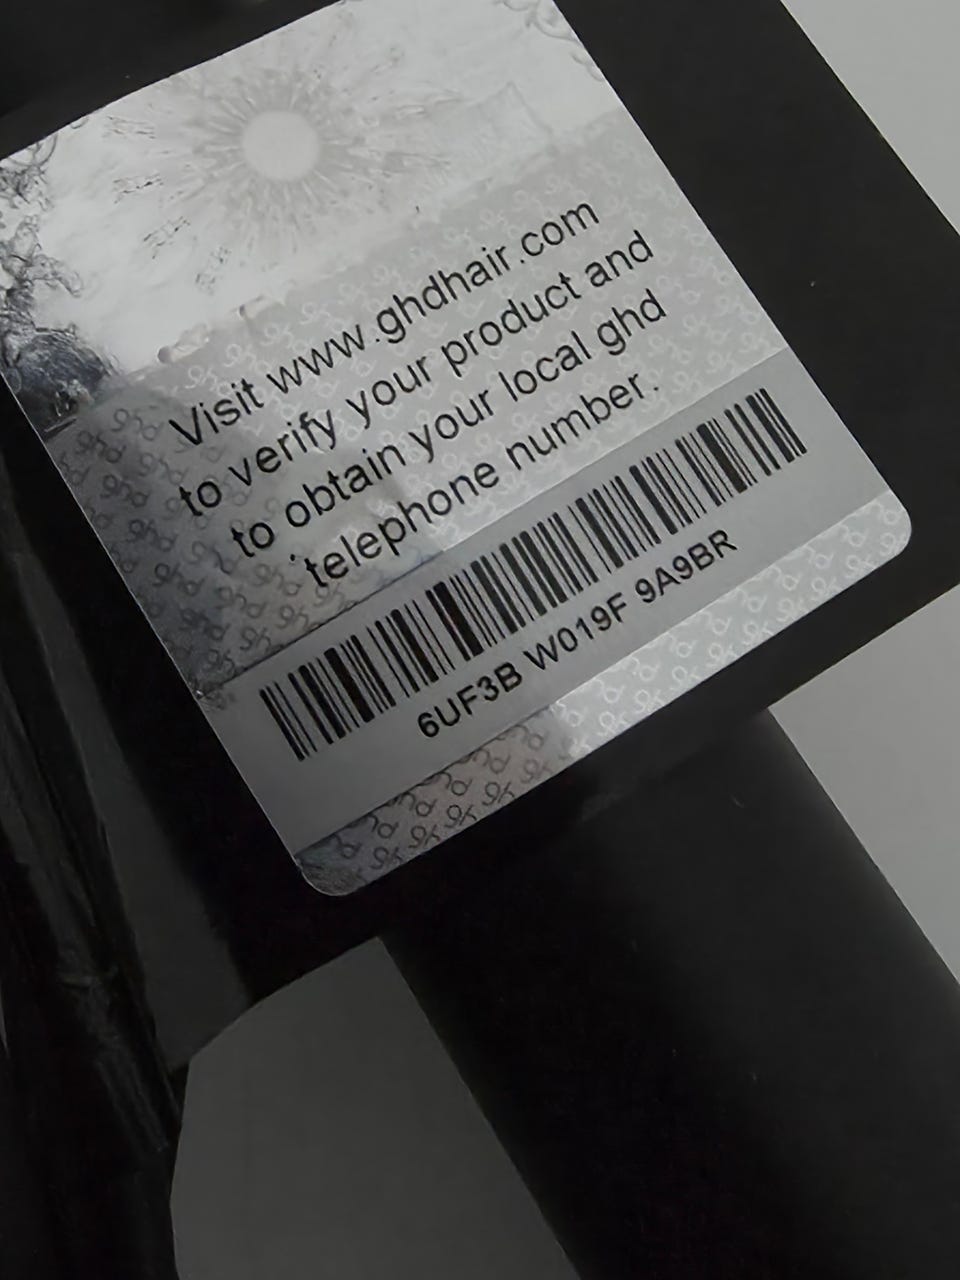 Visit www.ghdhair.com
to verify your product and
to obtain your local ghd
telephone number.
6UF3B W019F 9A9BR